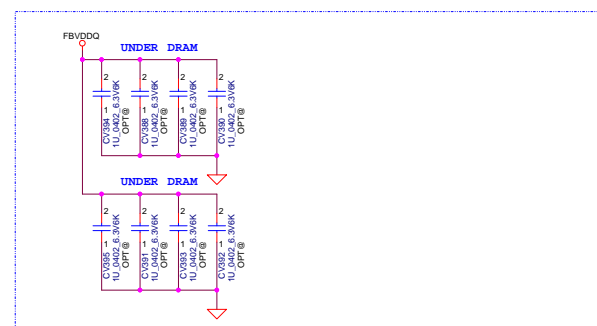 FBVDDQ
UNDER DRAM
2
2
2
2
1
1
1
1
CV394
1U_0402_6.3V6K
OPT@
CV388
1U_0402_6.3V6K
OPT@
CV389
1U_0402_6.3V6K
OPT@
CV390
1U_0402_6.3V6K
OPT@
UNDER DRAM
2
2
2
2
1
1
1
1
CV395
1U_0402_6.3V6K
OPT@
CV391
1U_0402_6.3V6K
OPT@
CV393
1U_0402_6.3V6K
OPT@
CV392
1U_0402_6.3V6K
OPT@